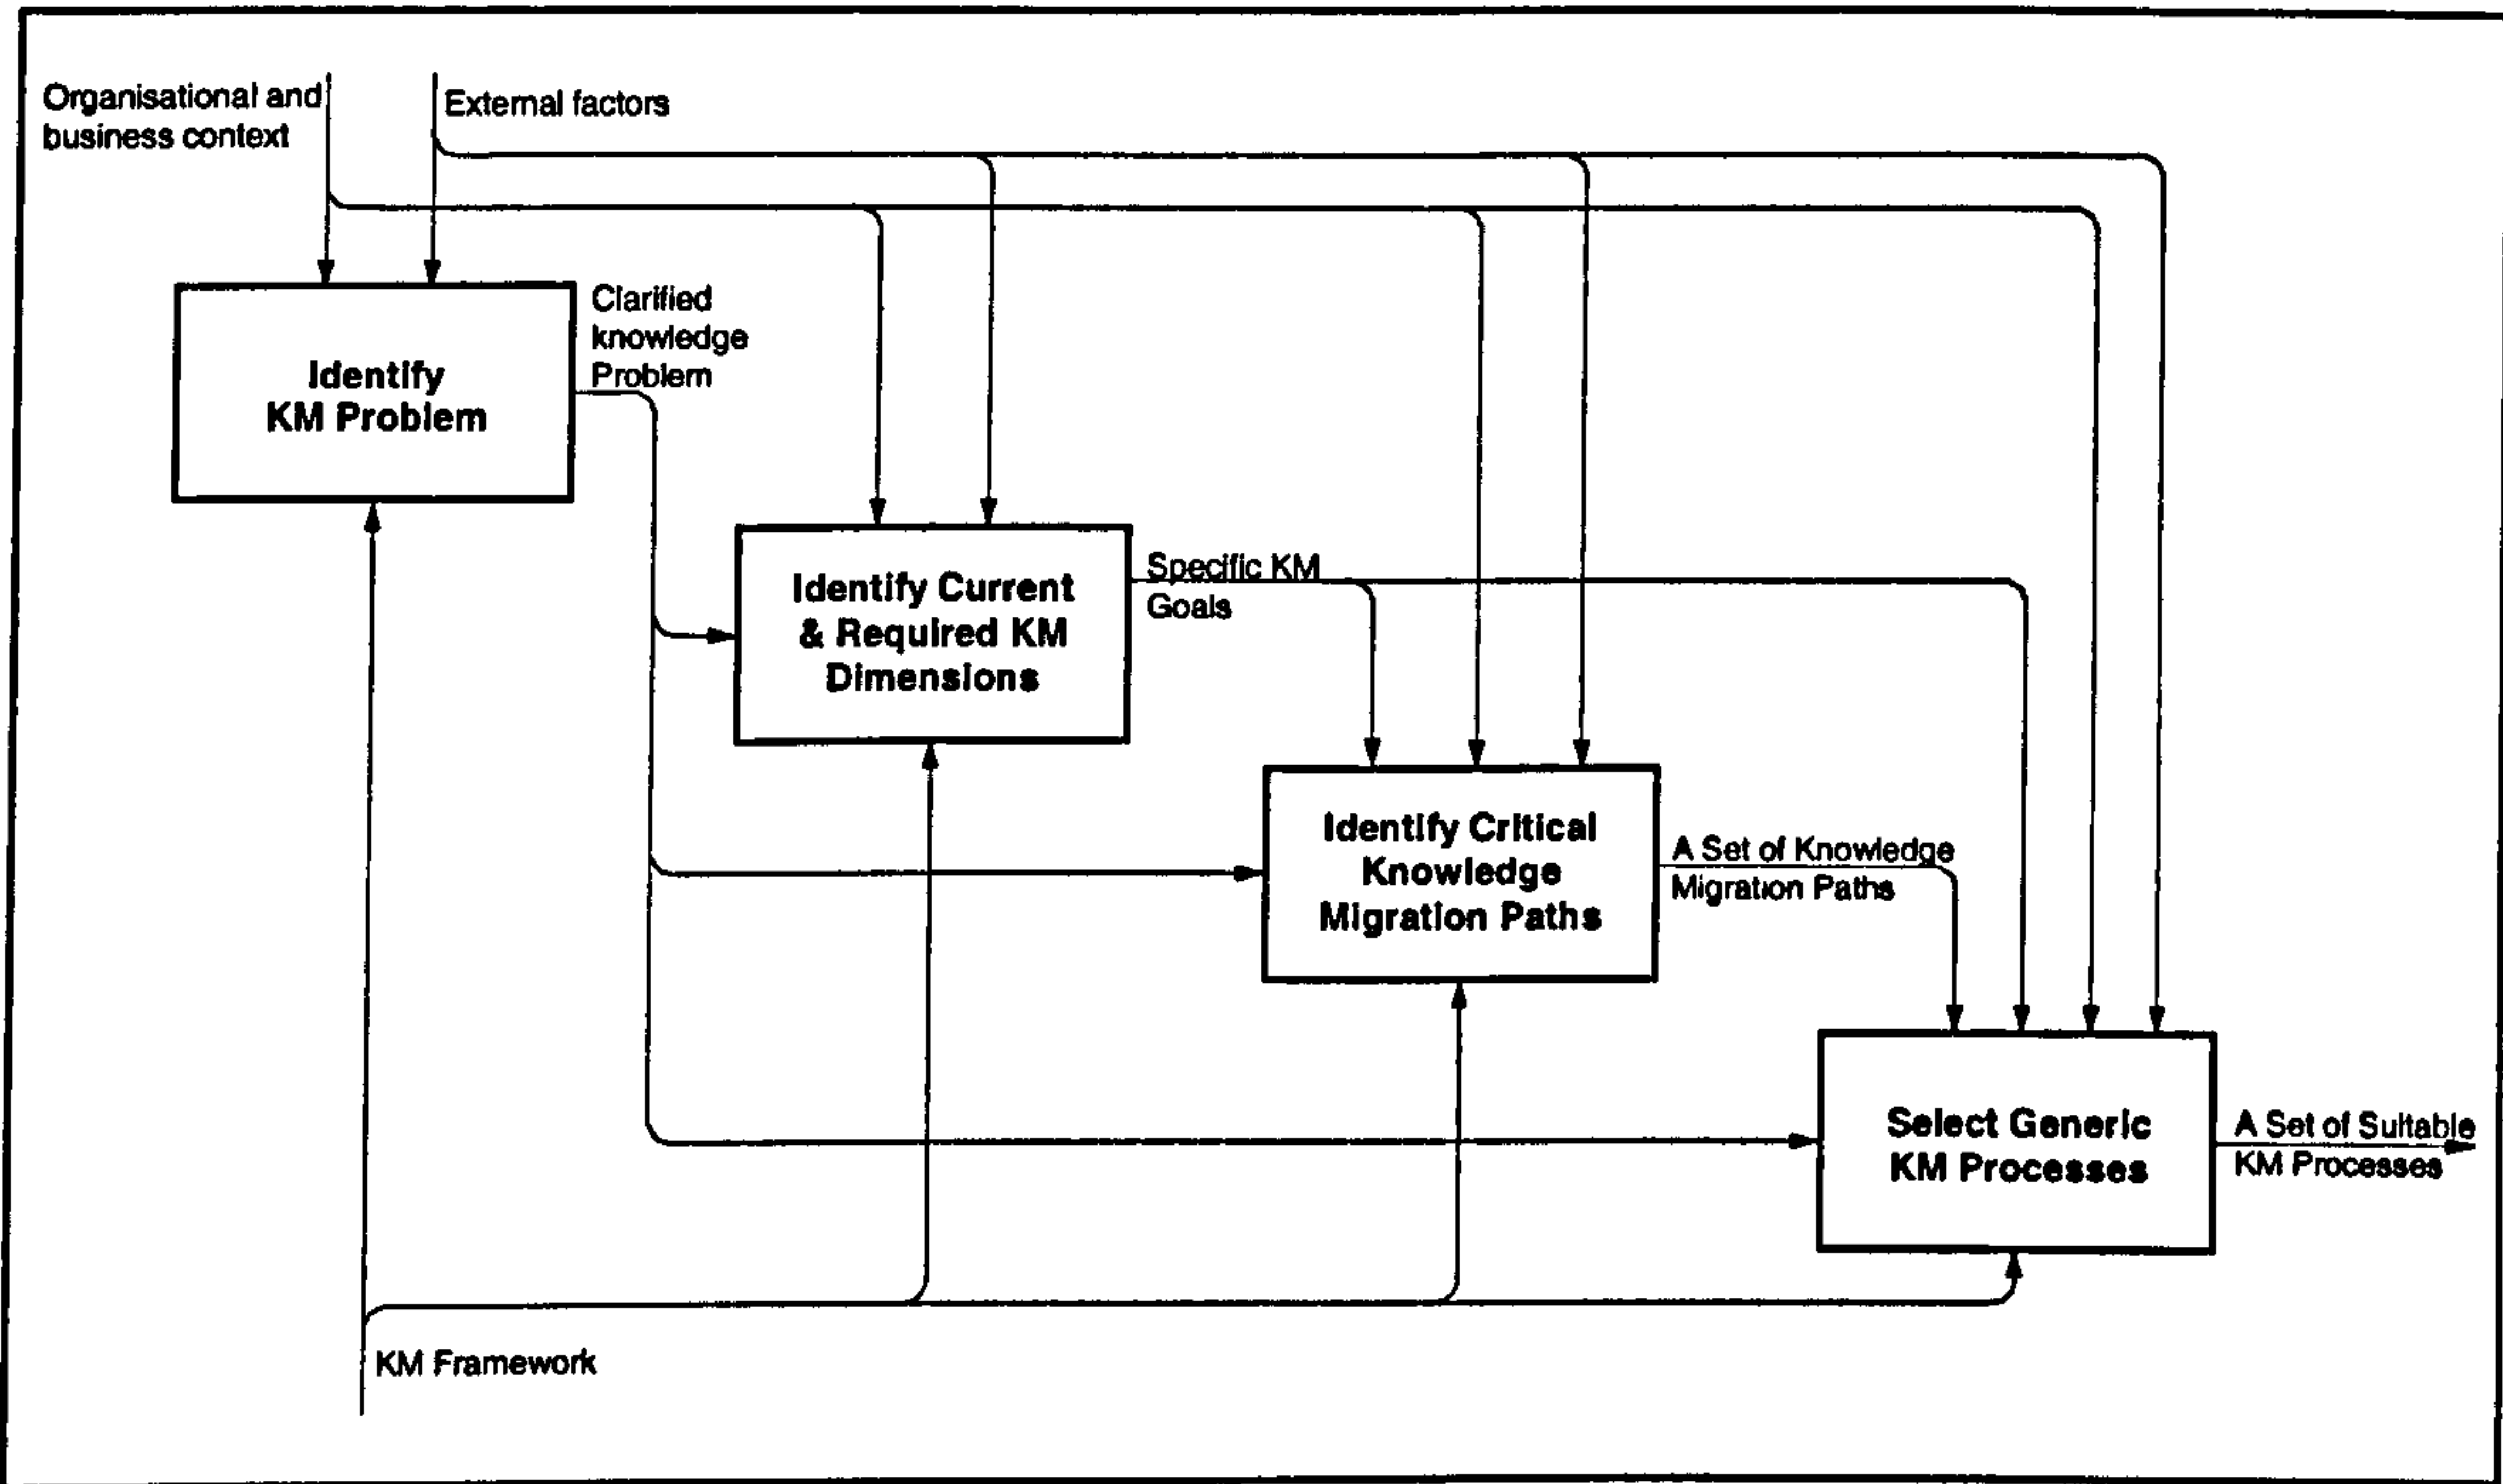 Organisational and
business context
External factors
Clarified
knowledge
Problem
Identify
KM Problem
Specific KM
Goals
Identify Current
& Required KM
Dimensions
Identify Critical
Knowledge
Migration Paths
A Set of Knowledge
Migration Paths
Select Generic
KM Processes
A Set of Suitable
KM Processes
KM Framework